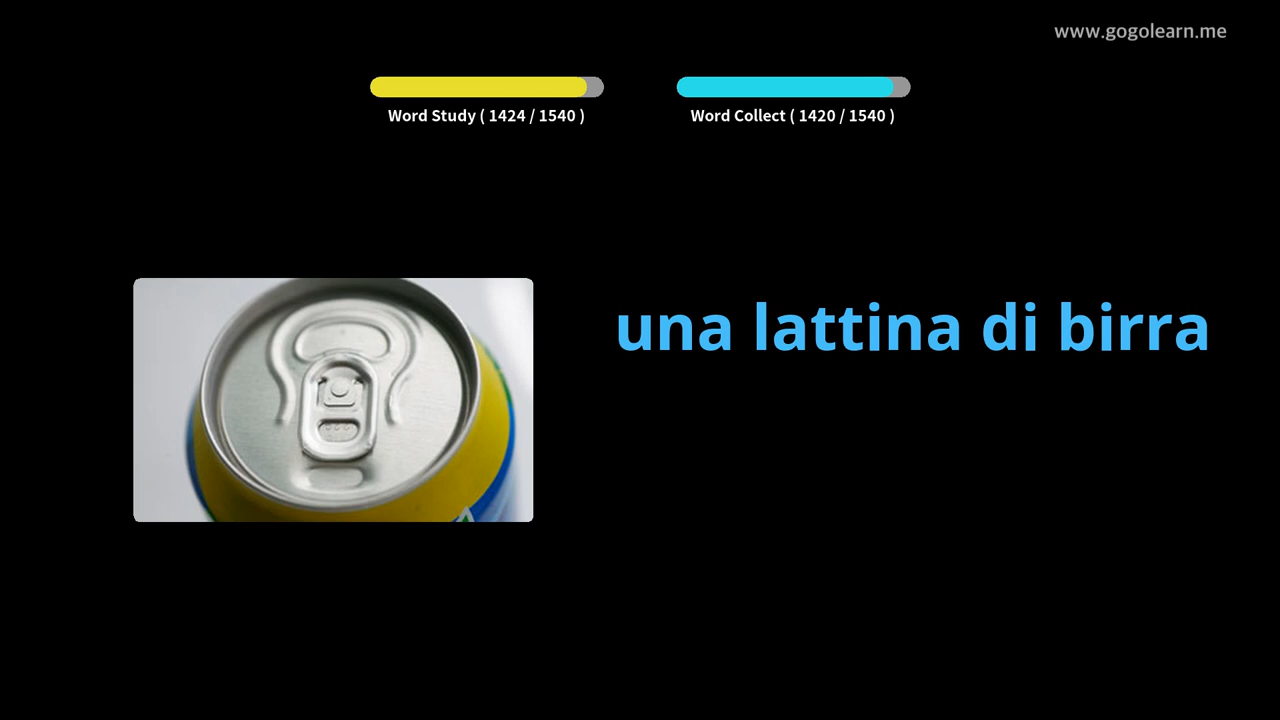 www.gogolearn.me
Word Study ( 1424 / 1540 )
Word Collect ( 1420 / 1540 )
una lattina di birra